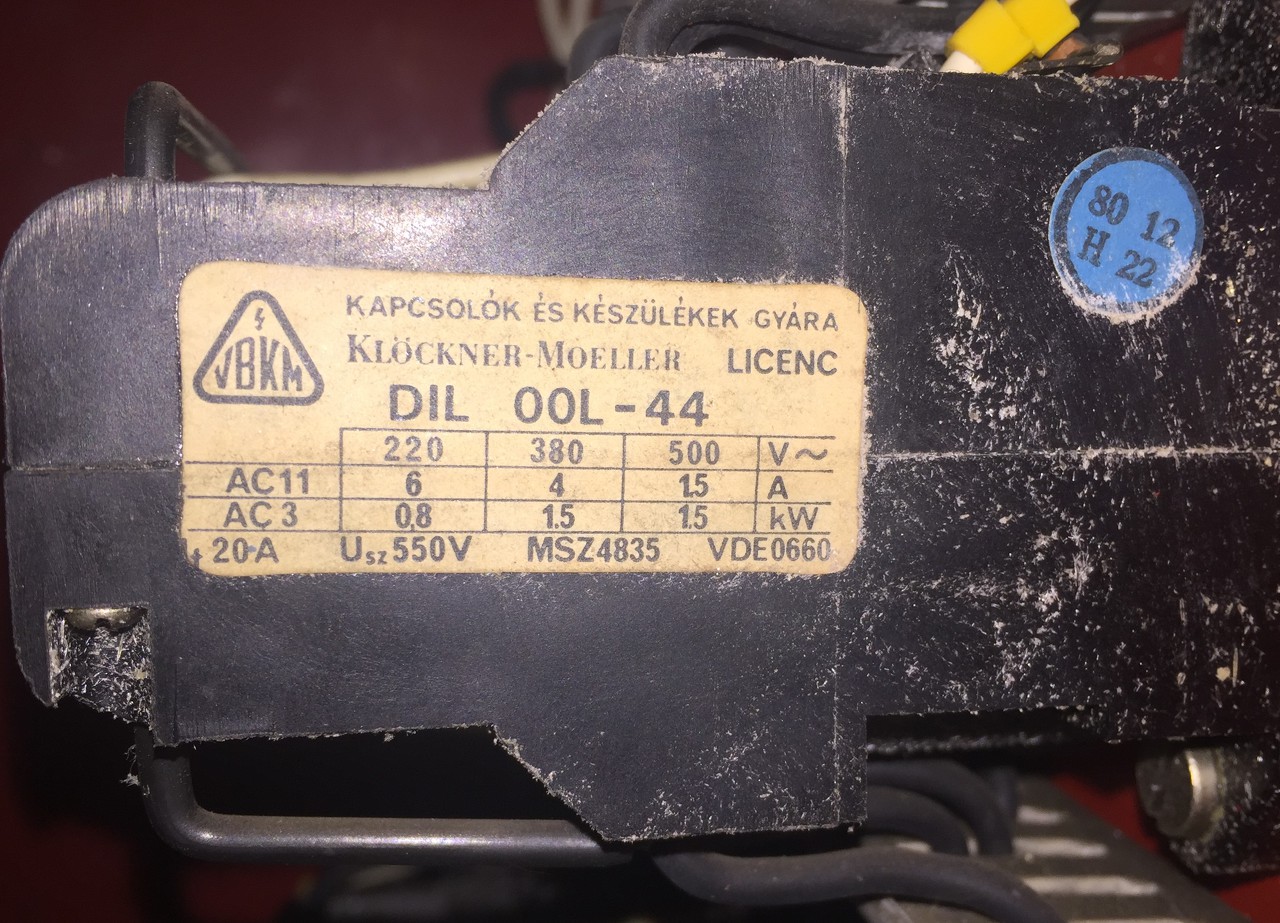 VBKM
KAPCSOLÓK ÉS KÉSZÜLÉKEK GYÁRA
KLÖCKNER-MOELLER LICENC
DIL 00L-44
220 380 500 V~
AC11 6 4 1.5 A
AC3 0,8 1.5 1.5 kW
20A Usz 550V MSZ4835 VDE0660
80 12
H 22